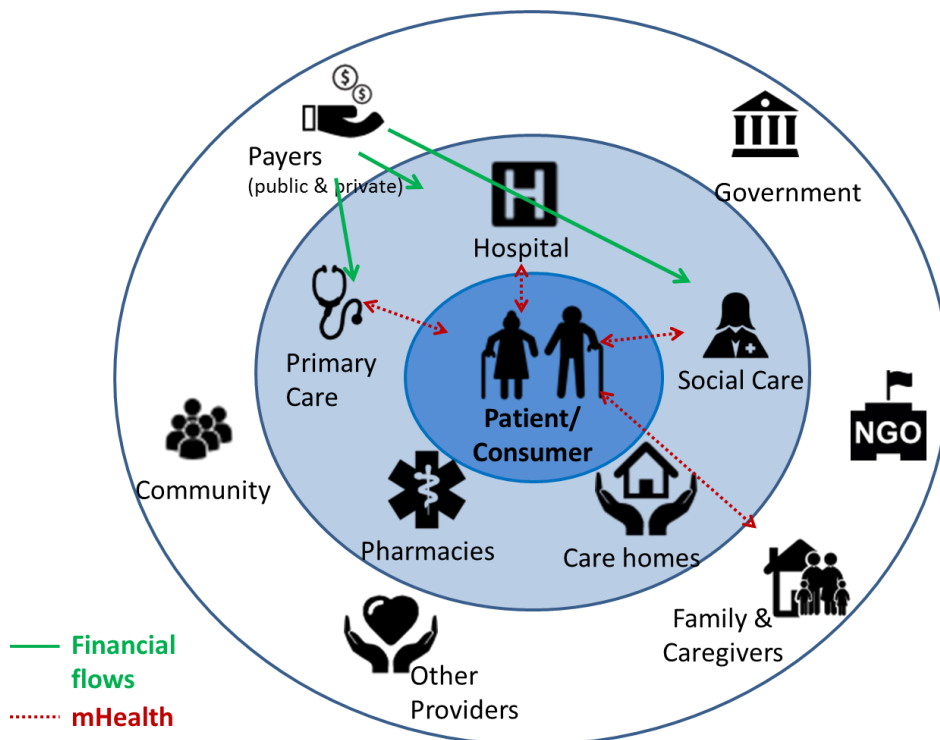 Payers
(public & private)
Government
H
Hospital
Primary
Care
Social Care
Patient/
Consumer
NGO
Community
Pharmacies
Care homes
Family &
Caregivers
Other
Providers
Financial
flows
mHealth